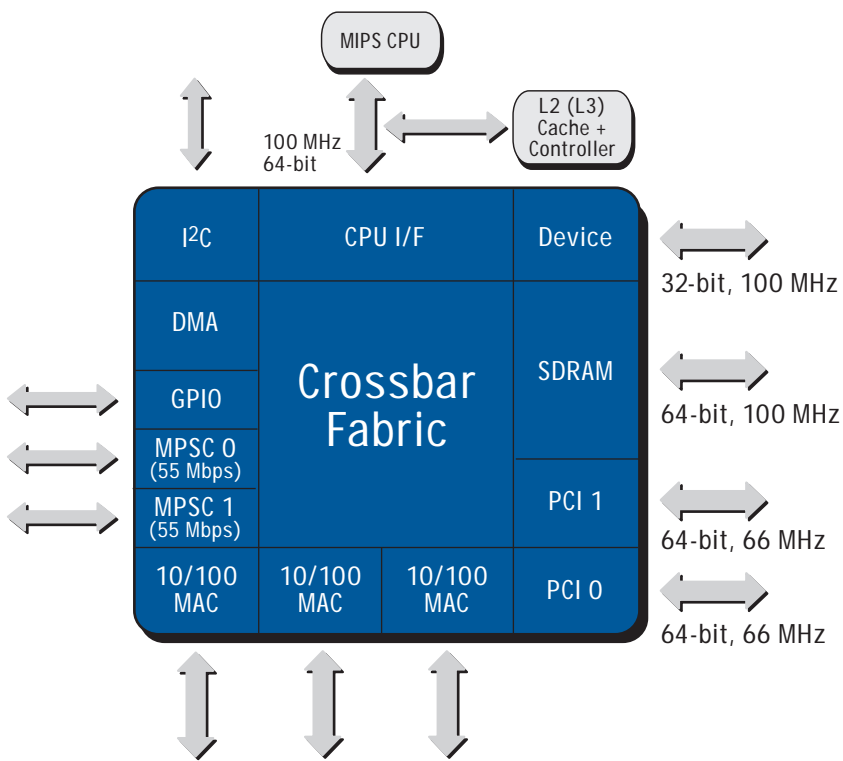 MIPS CPU
L2 (L3)
Cache +
Controller
100 MHz
64-bit
I2C
CPU I/F
Device
32-bit, 100 MHz
DMA
Crossbar
Fabric
SDRAM
64-bit, 100 MHz
GPIO
MPSC 0
(55 Mbps)
MPSC 1
(55 Mbps)
PCI 1
64-bit, 66 MHz
10/100
MAC
10/100
MAC
10/100
MAC
PCI 0
64-bit, 66 MHz